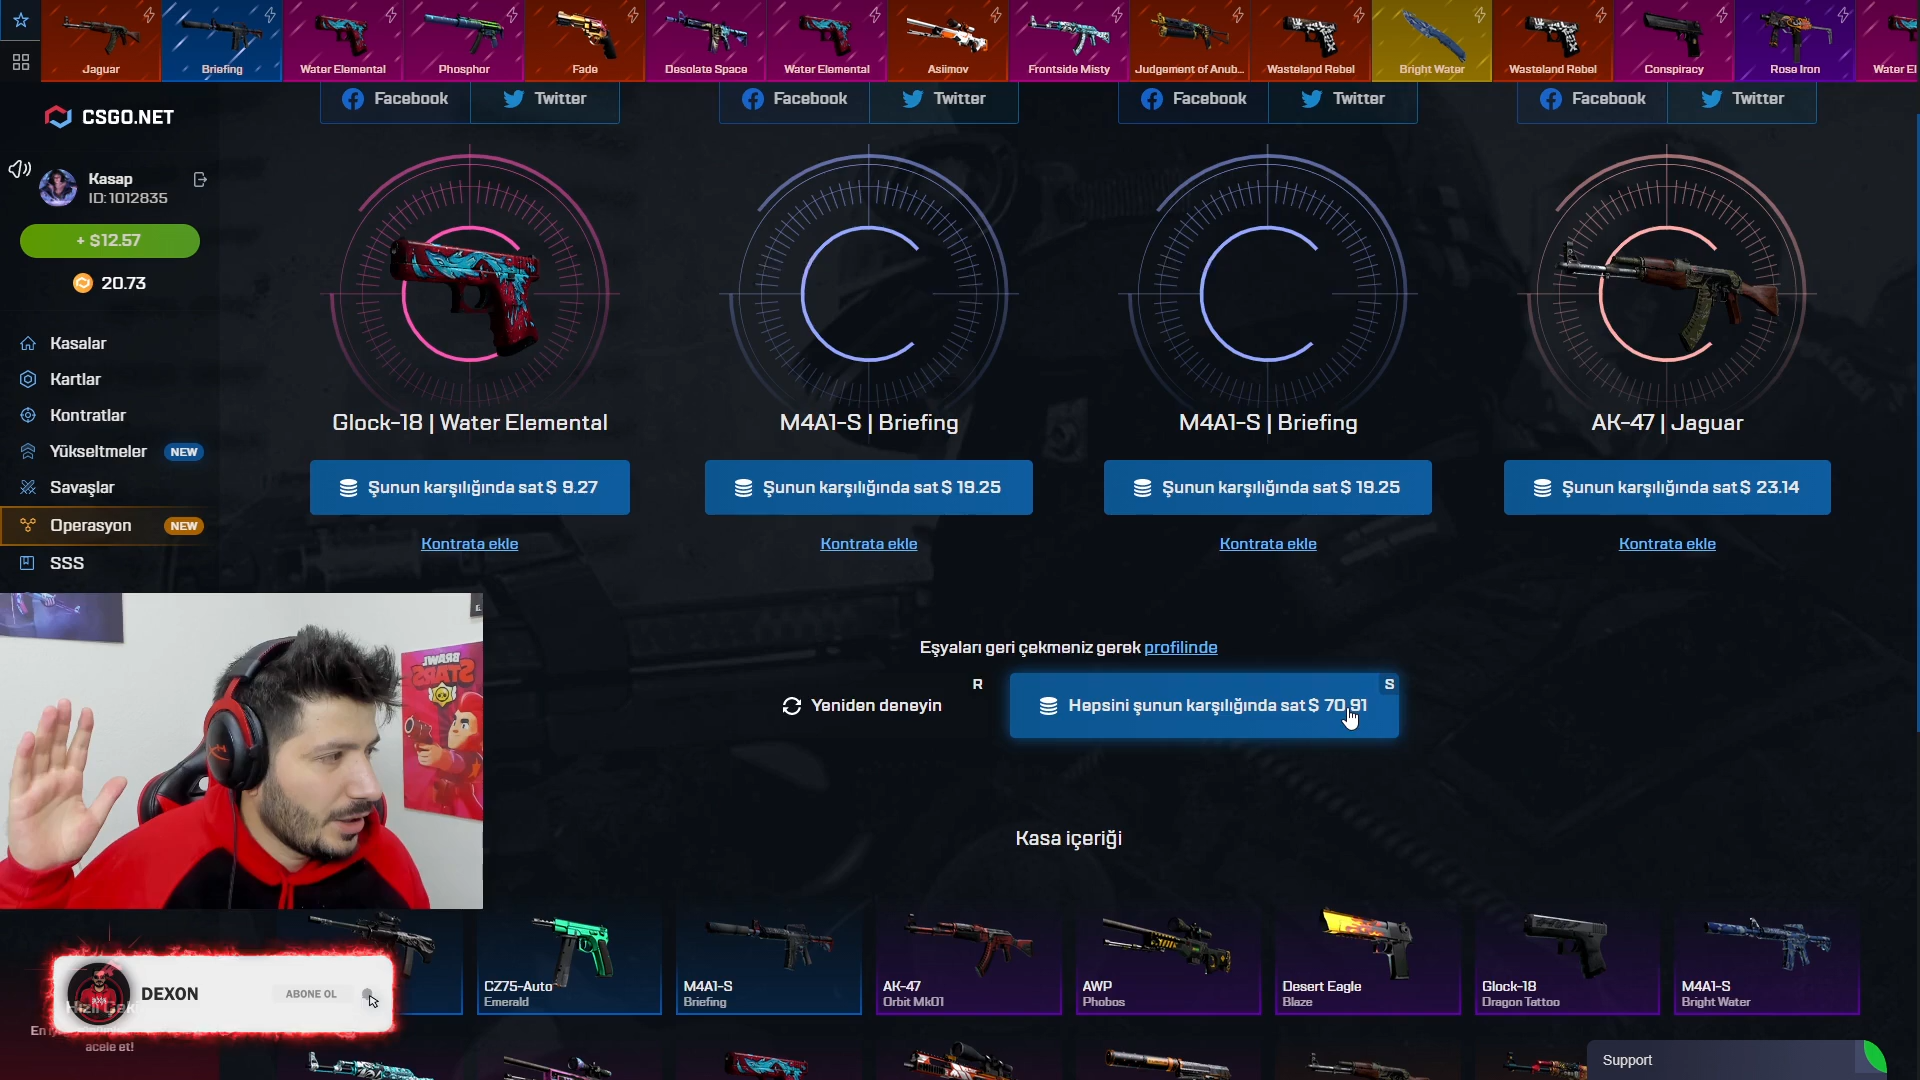 Jaguar
Briefing
Water Elemental
Phosphor
Fade
Desolate Space
Water Elemental
Asiimov
Frontside Misty
Judgement of Anub...
Wasteland Rebel
Bright Water
Wasteland Rebel
Conspiracy
Rose Iron
Water El
CSGO.NET
Facebook
Twitter
Facebook
Twitter
Facebook
Twitter
Facebook
Twitter
Kasap
ID: 1012835
+ $12.57
20.73
Kasalar
Kartlar
Kontratlar
Yükseltmeler NEW
Savaşlar
Operasyon NEW
SSS
Glock-18 | Water Elemental
M4A1-S | Briefing
M4A1-S | Briefing
AK-47 | Jaguar
Şunun karşılığında sat $ 9.27
Şunun karşılığında sat $ 19.25
Şunun karşılığında sat $ 19.25
Şunun karşılığında sat $ 23.14
Kontrata ekle
Kontrata ekle
Kontrata ekle
Kontrata ekle
Eşyaları geri çekmeniz gerek profilinde
Yeniden deneyin R
Hepsini şunun karşılığında sat $ 70.91 S
Kasa içeriği
BRAWL
STARS
CZ75-Auto
Emerald
M4A1-S
Briefing
AK-47
Orbit Mk01
AWP
Phobos
Desert Eagle
Blaze
Glock-18
Dragon Tattoo
M4A1-S
Bright Water
DEXON
ABONE OL
acele et!
Support